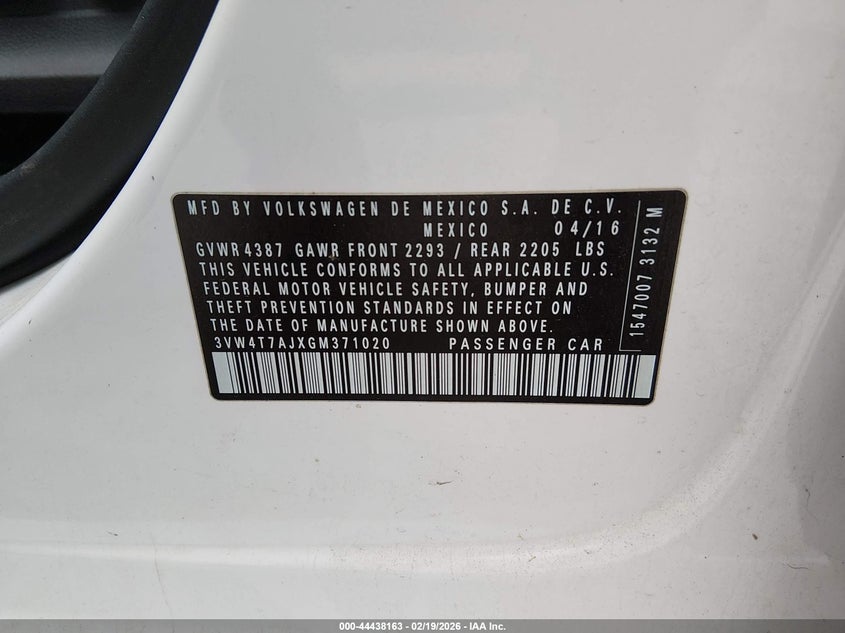 MFD BY VOLKSWAGEN DE MEXICO S.A. DE C.V.
MEXICO 04/16
GVWR 4387 GAWR FRONT 2293 / REAR 2205 LBS
THIS VEHICLE CONFORMS TO ALL APPLICABLE U.S.
FEDERAL MOTOR VEHICLE SAFETY, BUMPER AND
THEFT PREVENTION STANDARDS IN EFFECT ON
THE DATE OF MANUFACTURE SHOWN ABOVE.
3VW4T7AJXGM371020 PASSENGER CAR
1547007 3132 M
000-44438163 — 02/19/2026 — IAA Inc.